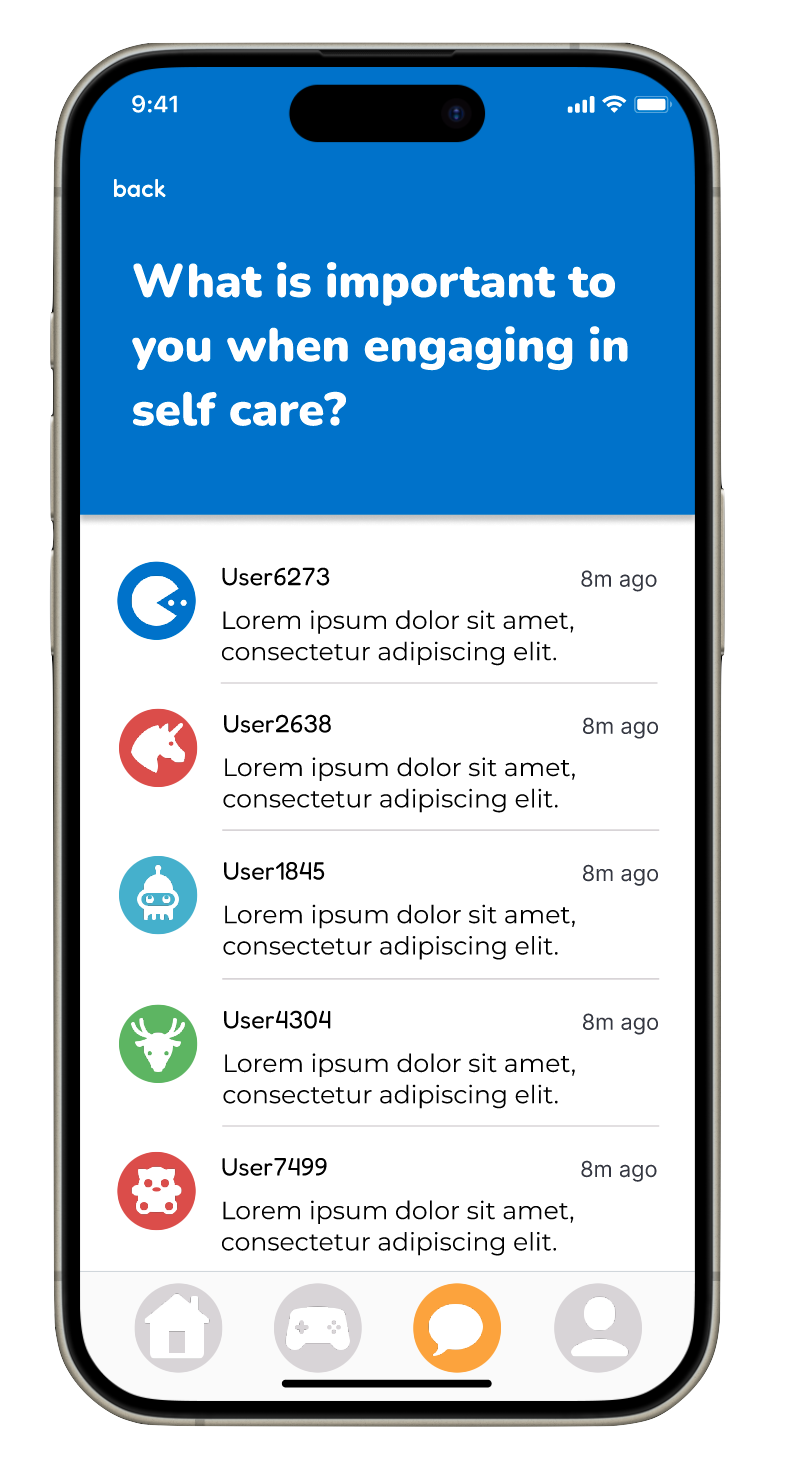 9:41
back
What is important to
you when engaging in
self care?
User6273 8m ago
Lorem ipsum dolor sit amet,
consectetur adipiscing elit.
User2638 8m ago
Lorem ipsum dolor sit amet,
consectetur adipiscing elit.
User1845 8m ago
Lorem ipsum dolor sit amet,
consectetur adipiscing elit.
User4304 8m ago
Lorem ipsum dolor sit amet,
consectetur adipiscing elit.
User7499 8m ago
Lorem ipsum dolor sit amet,
consectetur adipiscing elit.